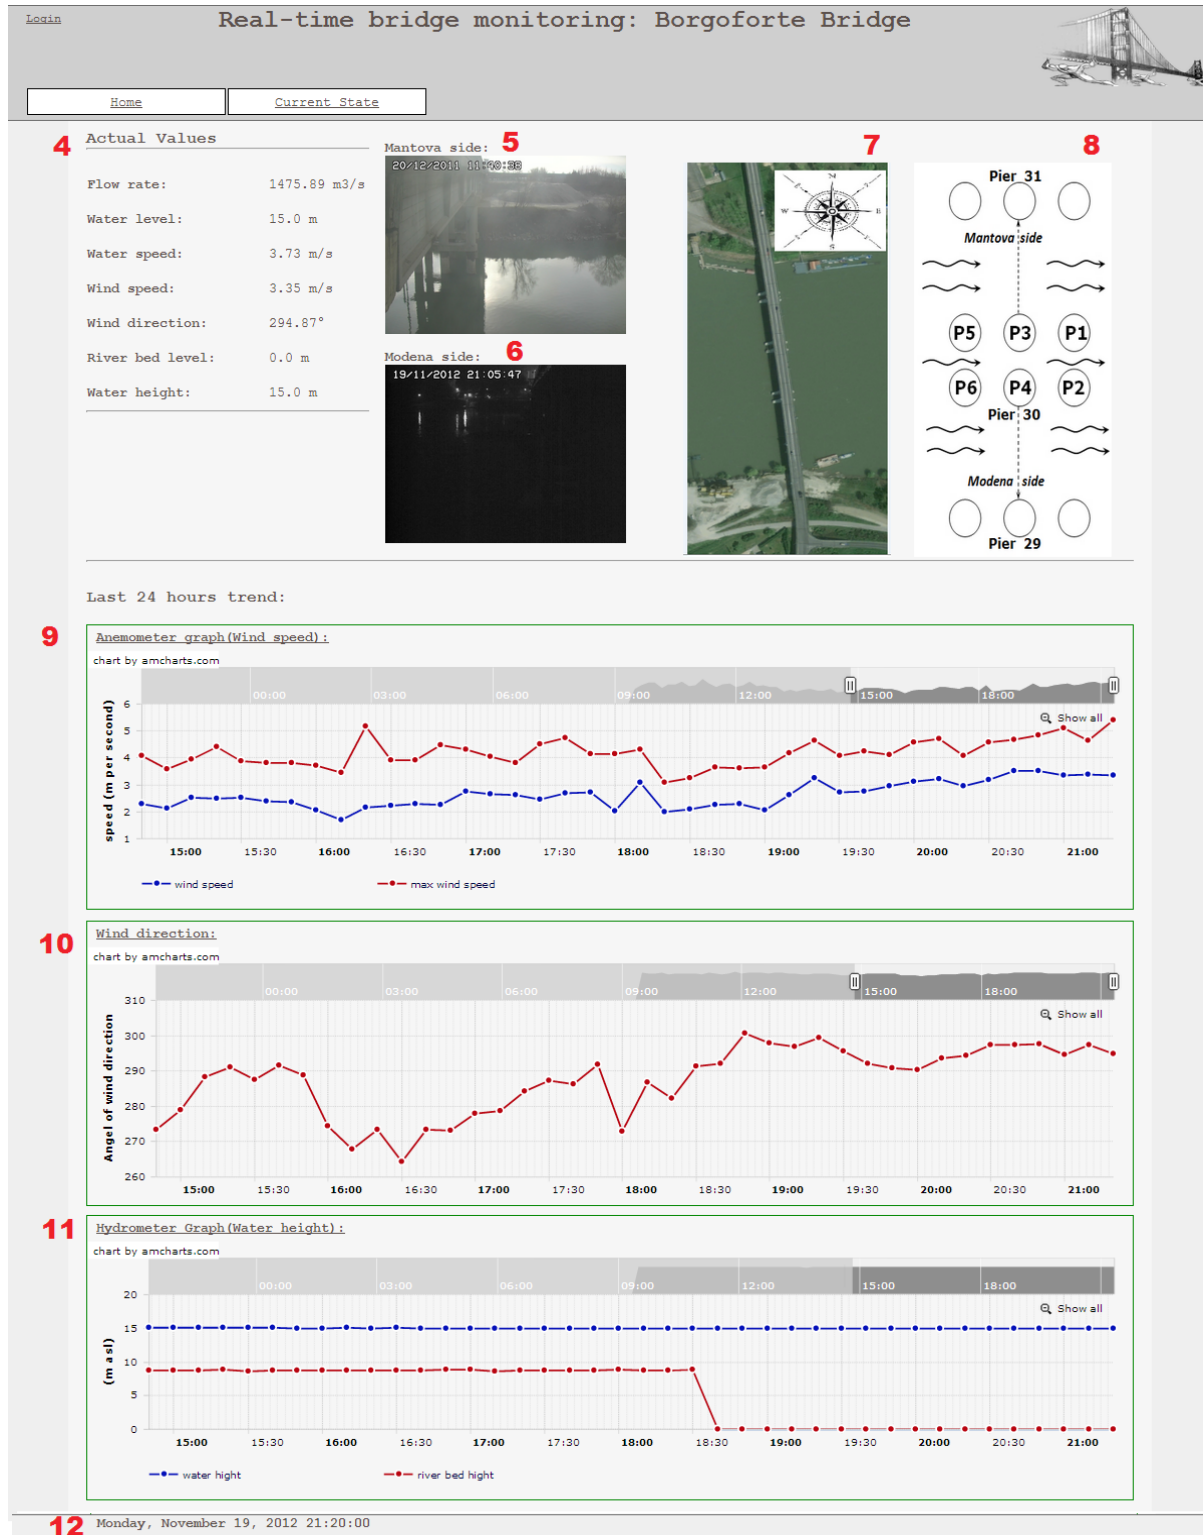 Login
Real-time bridge monitoring: Borgoforte Bridge
Home
Current State
4
Actual Values
Flow rate: 1475.89 m3/s
Water level: 15.0 m
Water speed: 3.73 m/s
Wind speed: 3.35 m/s
Wind direction: 294.87°
River bed level: 0.0 m
Water height: 15.0 m
Mantova side:
5
20/12/2011 11:40:38
Modena side:
6
19/11/2012 21:05:47
7
N
W
E
S
8
Pier 31
Mantova side
P5 P3 P1
P6 P4 P2
Pier 30
Modena side
Pier 29
Last 24 hours trend:
9
Anemometer graph(Wind speed):
chart by amcharts.com
00:00 03:00 06:00 09:00 12:00 15:00 18:00
Show all
speed (m per second)
6
5
4
3
2
1
15:00 15:30 16:00 16:30 17:00 17:30 18:00 18:30 19:00 19:30 20:00 20:30 21:00
wind speed
max wind speed
10
Wind direction:
chart by amcharts.com
00:00 03:00 06:00 09:00 12:00 15:00 18:00
Show all
Angel of wind direction
310
300
290
280
270
260
15:00 15:30 16:00 16:30 17:00 17:30 18:00 18:30 19:00 19:30 20:00 20:30 21:00
11
Hydrometer Graph(Water height):
chart by amcharts.com
00:00 03:00 06:00 09:00 12:00 15:00 18:00
Show all
(m asl)
20
15
10
5
0
15:00 15:30 16:00 16:30 17:00 17:30 18:00 18:30 19:00 19:30 20:00 20:30 21:00
water hight
river bed hight
12
Monday, November 19, 2012 21:20:00